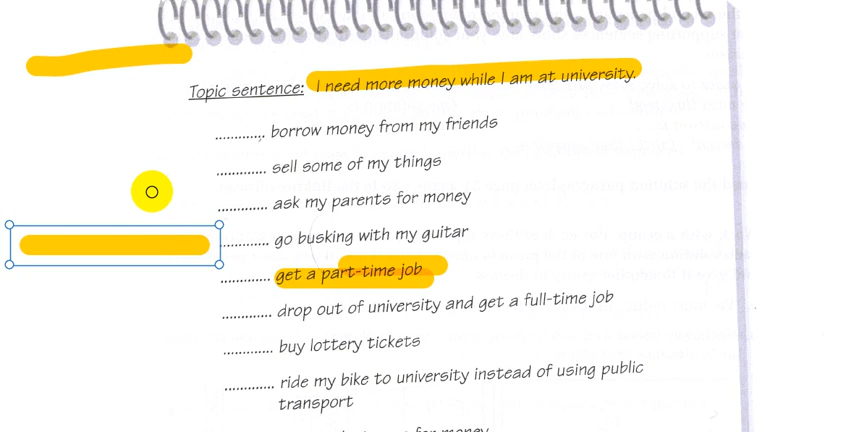 Topic sentence: I need more money while I am at university.
............. borrow money from my friends
............. sell some of my things
............. ask my parents for money
............. go busking with my guitar
............. get a part-time job
............. drop out of university and get a full-time job
............. buy lottery tickets
............. ride my bike to university instead of using public
transport
for money